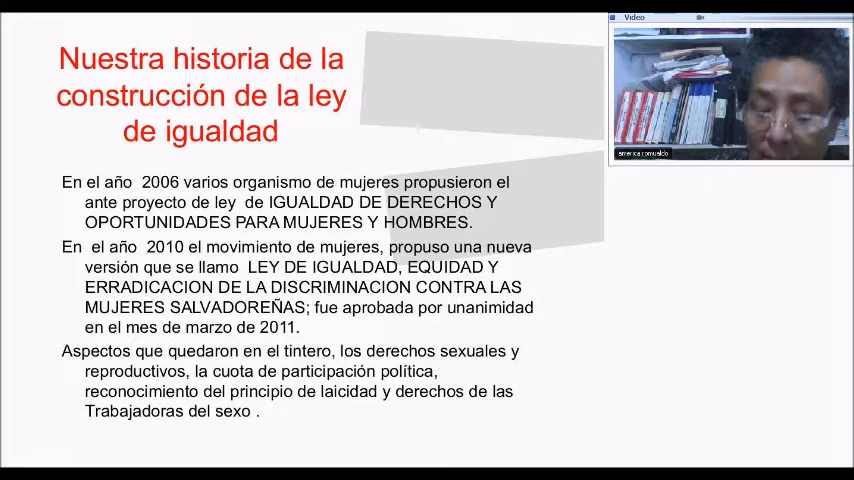 Video
Nuestra historia de la
construcción de la ley
de igualdad
america romualdo
En el año 2006 varios organismo de mujeres propusieron el
ante proyecto de ley de IGUALDAD DE DERECHOS Y
OPORTUNIDADES PARA MUJERES Y HOMBRES.
En el año 2010 el movimiento de mujeres, propuso una nueva
versión que se llamo LEY DE IGUALDAD, EQUIDAD Y
ERRADICACION DE LA DISCRIMINACION CONTRA LAS
MUJERES SALVADOREÑAS; fue aprobada por unanimidad
en el mes de marzo de 2011.
Aspectos que quedaron en el tintero, los derechos sexuales y
reproductivos, la cuota de participación política,
reconocimiento del principio de laicidad y derechos de las
Trabajadoras del sexo .